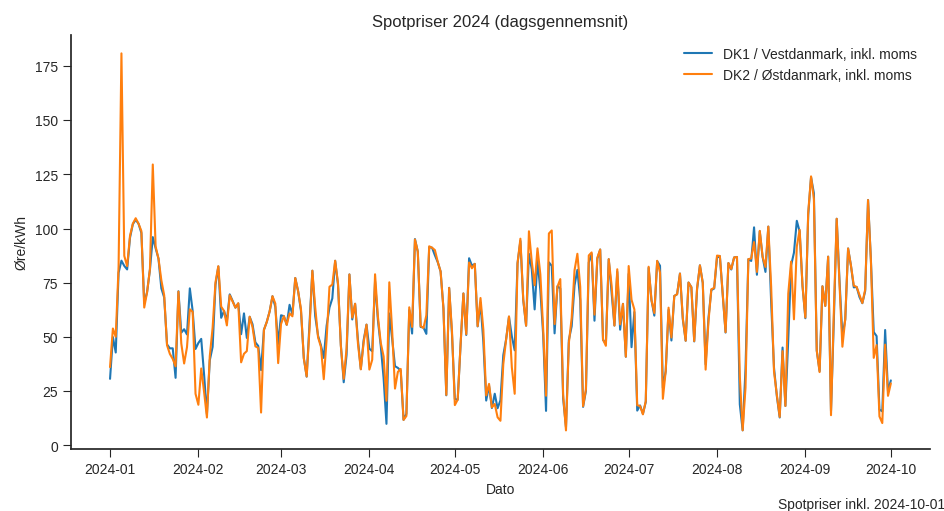 Spotpriser 2024 (dagsgennemsnit)
DK1 / Vestdanmark, inkl. moms
DK2 / Østdanmark, inkl. moms
Øre/kWh
175
150
125
100
75
50
25
0
2024-01 2024-02 2024-03 2024-04 2024-05 2024-06 2024-07 2024-08 2024-09 2024-10
Dato
Spotpriser inkl. 2024-10-01